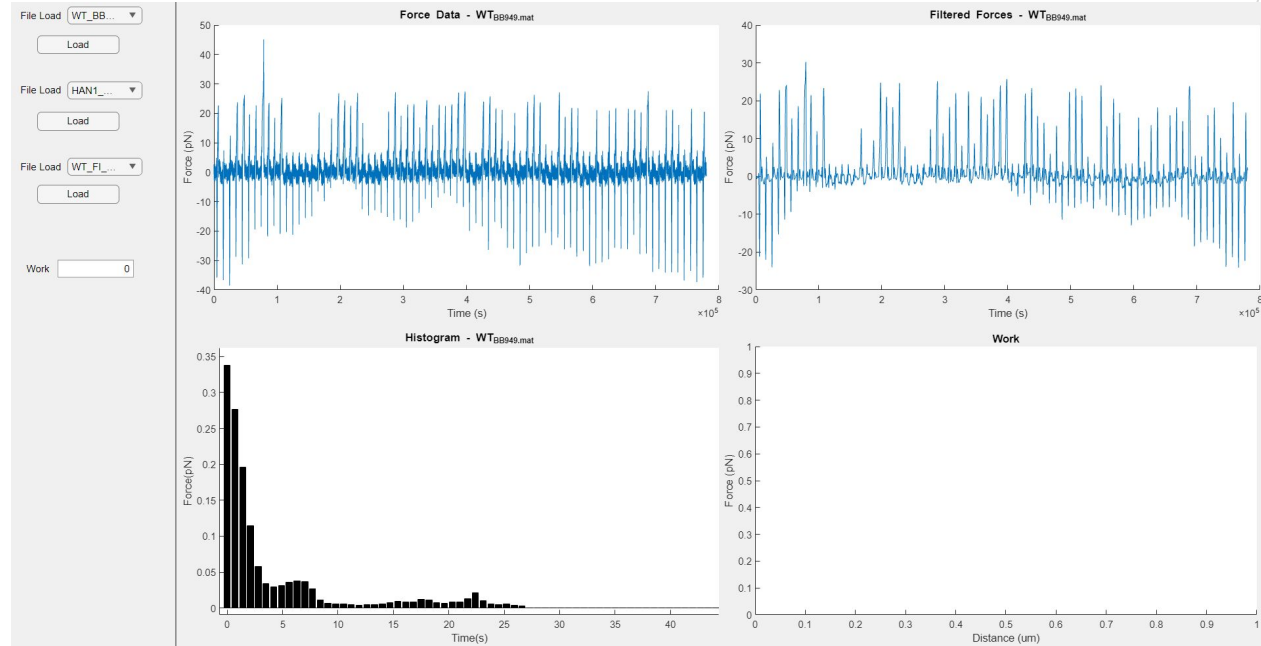 File Load WT_BB...
Load
File Load HAN1_...
Load
File Load WT_FI_...
Load
Work 0
Force Data - WT_BB949.mat
50
40
30
20
10
0
-10
-20
-30
-40
Force (pN)
0 1 2 3 4 5 6 7 8
Time (s)
×10^5
Filtered Forces - WT_BB949.mat
40
30
20
10
0
-10
-20
-30
Force (pN)
0 1 2 3 4 5 6 7 8
Time (s)
×10^5
Histogram - WT_BB949.mat
0.35
0.3
0.25
0.2
0.15
0.1
0.05
0
Force(pN)
0 5 10 15 20 25 30 35 40
Time(s)
Work
1
0.9
0.8
0.7
0.6
0.5
0.4
0.3
0.2
0.1
0
Force (pN)
0 0.1 0.2 0.3 0.4 0.5 0.6 0.7 0.8 0.9 1
Distance (um)